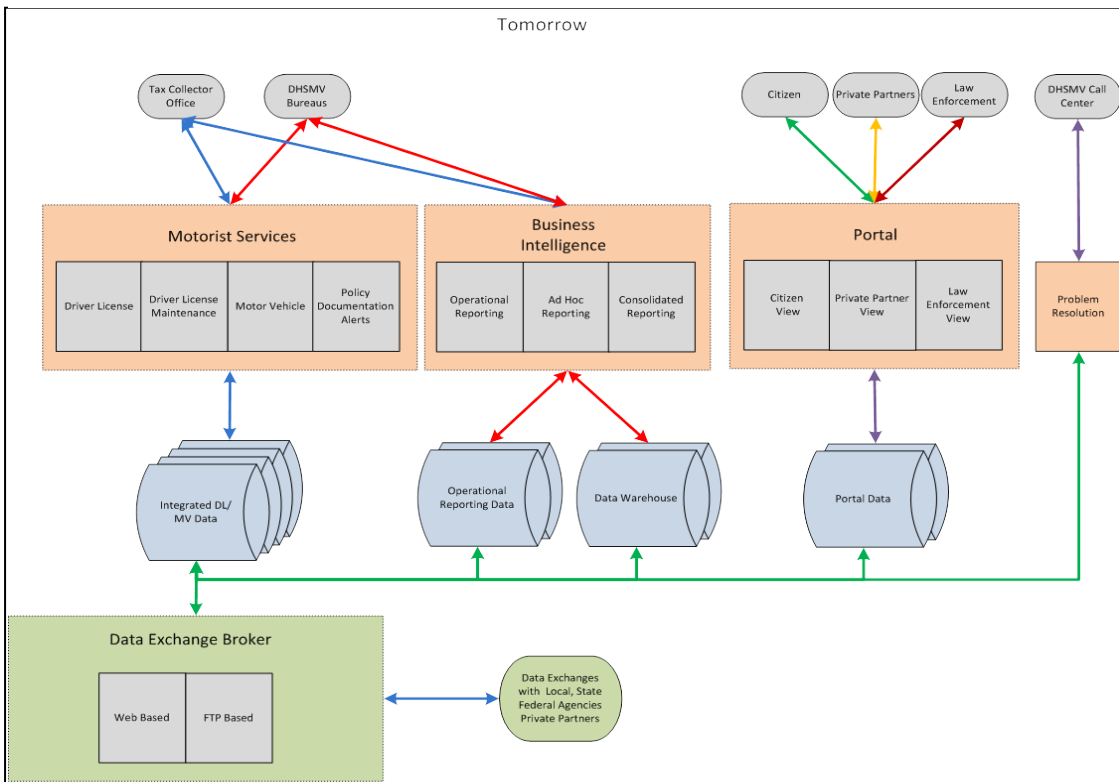 Tomorrow
Tax Collector
Office
DHSMV
Bureaus
Citizen
Private Partners
Law
Enforcement
DHSMV Call
Center
Motorist Services
Driver License
Driver License
Maintenance
Motor Vehicle
Policy
Documentation
Alerts
Business
Intelligence
Operational
Reporting
Ad Hoc
Reporting
Consolidated
Reporting
Portal
Citizen
View
Private Partner
View
Law
Enforcement
View
Problem
Resolution
Integrated DL/
MV Data
Operational
Reporting Data
Data Warehouse
Portal Data
Data Exchange Broker
Web Based
FTP Based
Data Exchanges
with Local, State
Federal Agencies
Private Partners